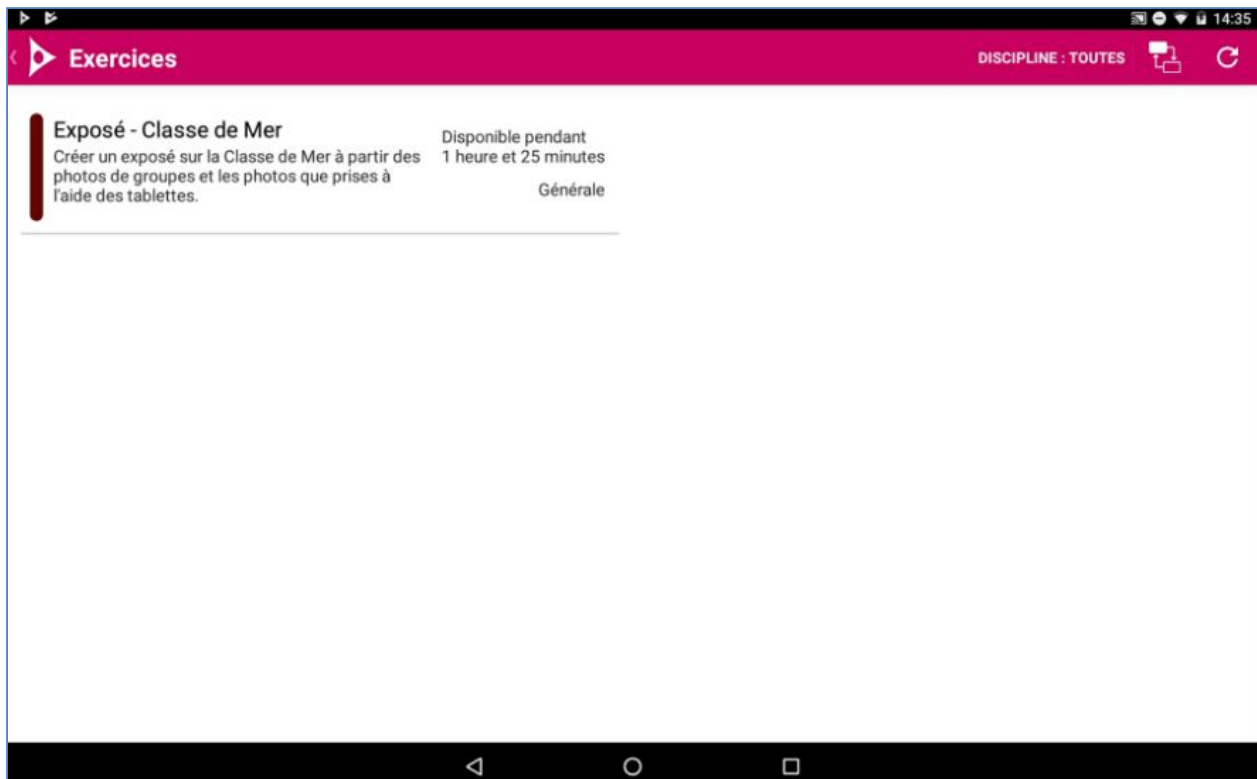 14:35
Exercices
DISCIPLINE : TOUTES
Exposé - Classe de Mer
Créer un exposé sur la Classe de Mer à partir des
photos de groupes et les photos que prises à
l'aide des tablettes.
Disponible pendant
1 heure et 25 minutes
Générale